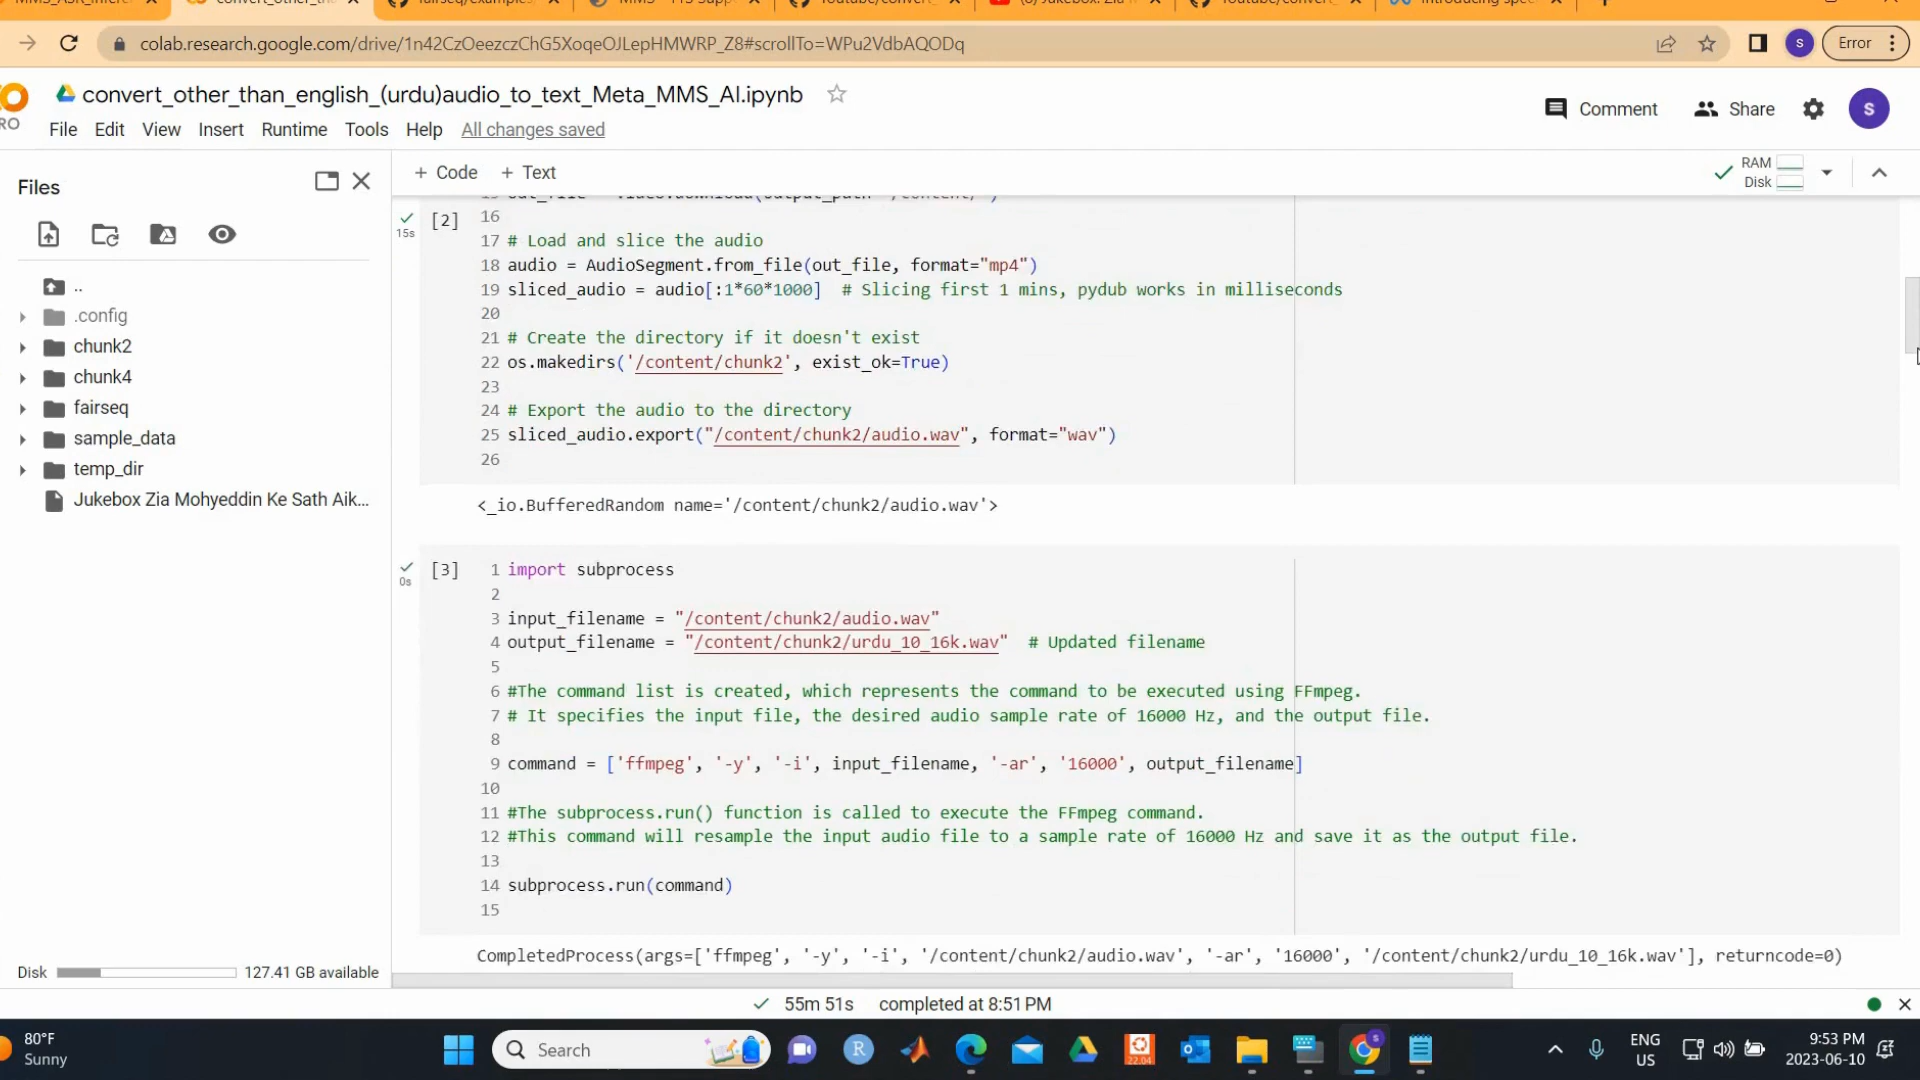 colab.research.google.com/drive/1n42CzOeezczChG5XoqeOJLepHMWRP_Z8#scrollTo=WPu2VdbAQODq
S
Error
convert_other_than_english_(urdu)audio_to_text_Meta_MMS_AI.ipynb
RO
File Edit View Insert Runtime Tools Help All changes saved
Comment Share S
Files
+ Code + Text
RAM
Disk
..
.config
chunk2
chunk4
fairseq
sample_data
temp_dir
Jukebox Zia Mohyeddin Ke Sath Aik...
Disk 127.41 GB available
[2]
15s
16
17 # Load and slice the audio
18 audio = AudioSegment.from_file(out_file, format="mp4")
19 sliced_audio = audio[:1*60*1000]  # Slicing first 1 mins, pydub works in milliseconds
20
21 # Create the directory if it doesn't exist
22 os.makedirs('/content/chunk2', exist_ok=True)
23
24 # Export the audio to the directory
25 sliced_audio.export("/content/chunk2/audio.wav", format="wav")
26
<_io.BufferedRandom name='/content/chunk2/audio.wav'>
[3]
0s
1 import subprocess
2
3 input_filename = "/content/chunk2/audio.wav"
4 output_filename = "/content/chunk2/urdu_10_16k.wav"  # Updated filename
5
6 #The command list is created, which represents the command to be executed using FFmpeg.
7 # It specifies the input file, the desired audio sample rate of 16000 Hz, and the output file.
8
9 command = ['ffmpeg', '-y', '-i', input_filename, '-ar', '16000', output_filename]
10
11 #The subprocess.run() function is called to execute the FFmpeg command.
12 #This command will resample the input audio file to a sample rate of 16000 Hz and save it as the output file.
13
14 subprocess.run(command)
15
CompletedProcess(args=['ffmpeg', '-y', '-i', '/content/chunk2/audio.wav', '-ar', '16000', '/content/chunk2/urdu_10_16k.wav'], returncode=0)
55m 51s completed at 8:51 PM
80°F
Sunny
Search
22.04
ENG
US
9:53 PM
2023-06-10